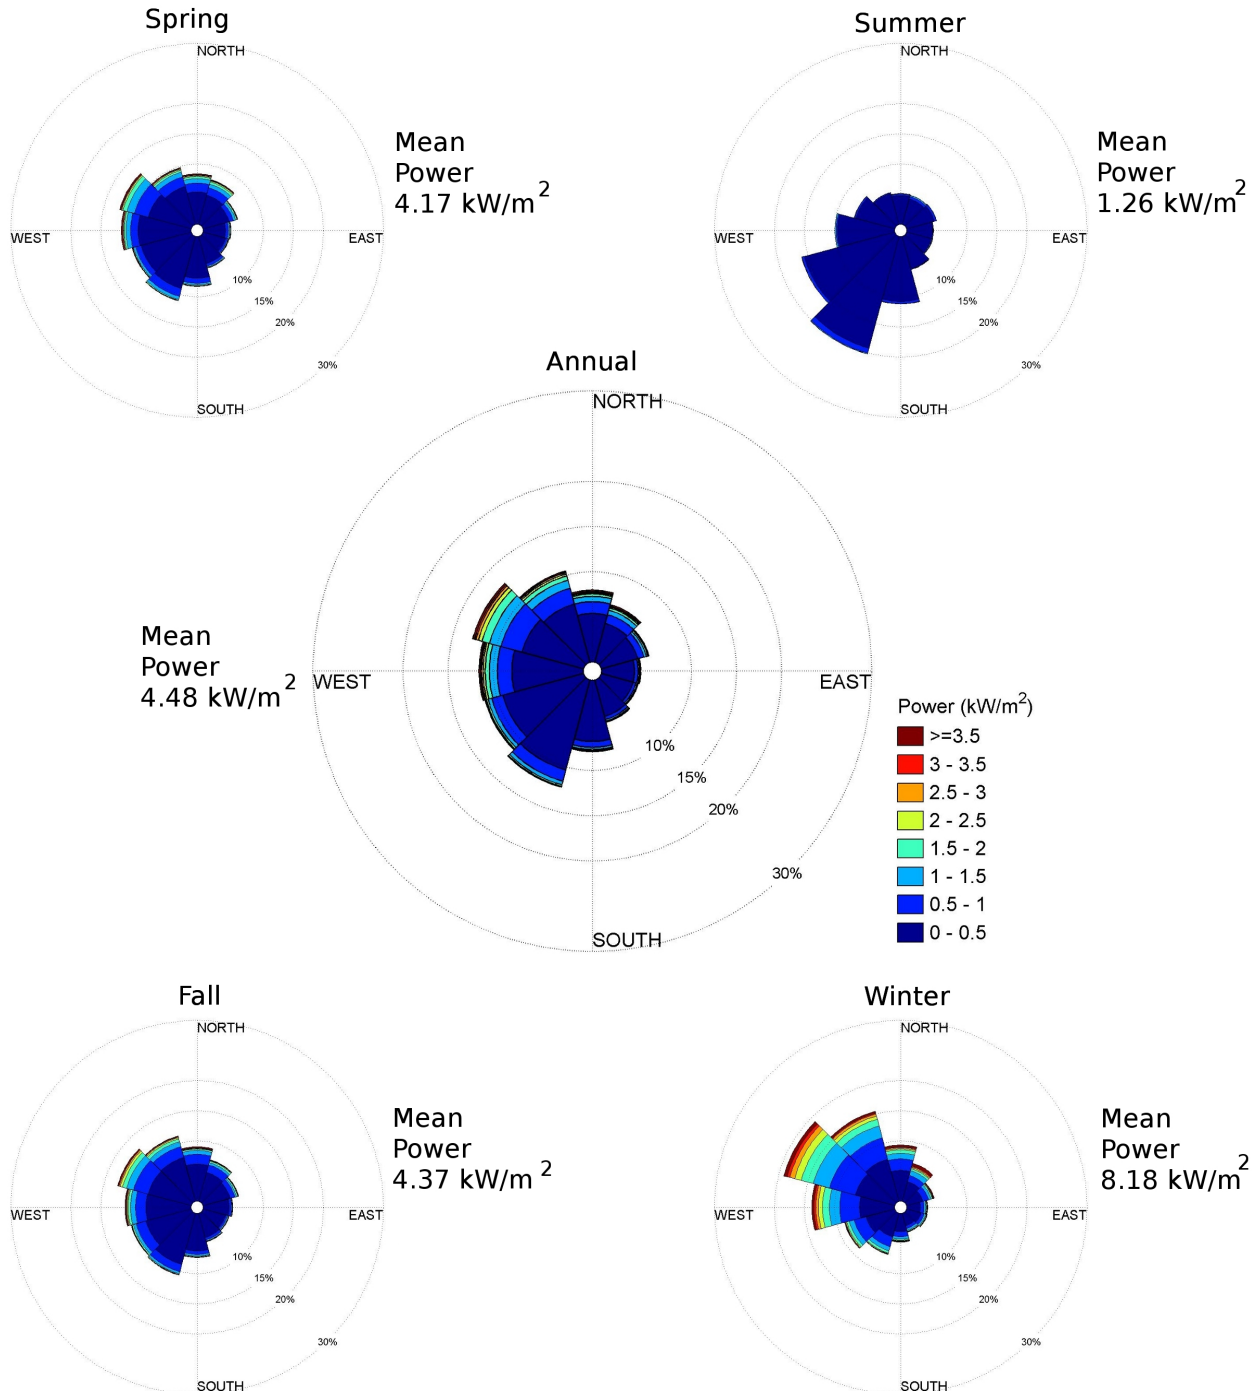 Spring
NORTH
Mean
Power
4.17 kW/m2
WEST
EAST
10%
15%
20%
30%
SOUTH
Summer
NORTH
Mean
Power
1.26 kW/m2
WEST
EAST
10%
15%
20%
30%
SOUTH
Annual
NORTH
Mean
Power
4.48 kW/m2
WEST
EAST
10%
15%
20%
30%
SOUTH
Power (kW/m2)
>=3.5
3 - 3.5
2.5 - 3
2 - 2.5
1.5 - 2
1 - 1.5
0.5 - 1
0 - 0.5
Fall
NORTH
Mean
Power
4.37 kW/m2
WEST
EAST
10%
15%
20%
30%
SOUTH
Winter
NORTH
Mean
Power
8.18 kW/m2
WEST
EAST
10%
15%
20%
30%
SOUTH